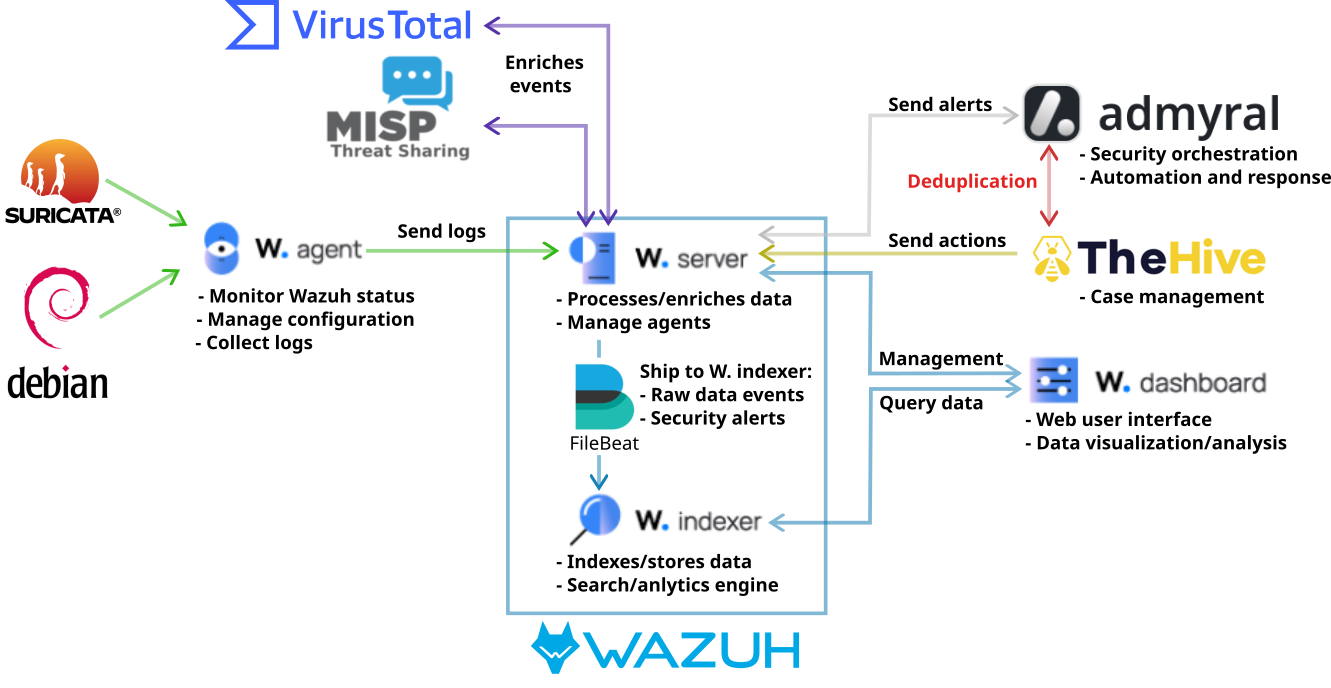 VirusTotal
Enriches
events
MISP
Threat Sharing
Send alerts
admyral
- Security orchestration
- Automation and response
SURICATA®
Deduplication
W. agent
Send logs
- Monitor Wazuh status
- Manage configuration
- Collect logs
debian
W. server
- Processes/enriches data
- Manage agents
Send actions
TheHive
- Case management
Ship to W. indexer:
- Raw data events
- Security alerts
FileBeat
Management
Query data
W. dashboard
- Web user interface
- Data visualization/analysis
W. indexer
- Indexes/stores data
- Search/anlytics engine
WAZUH